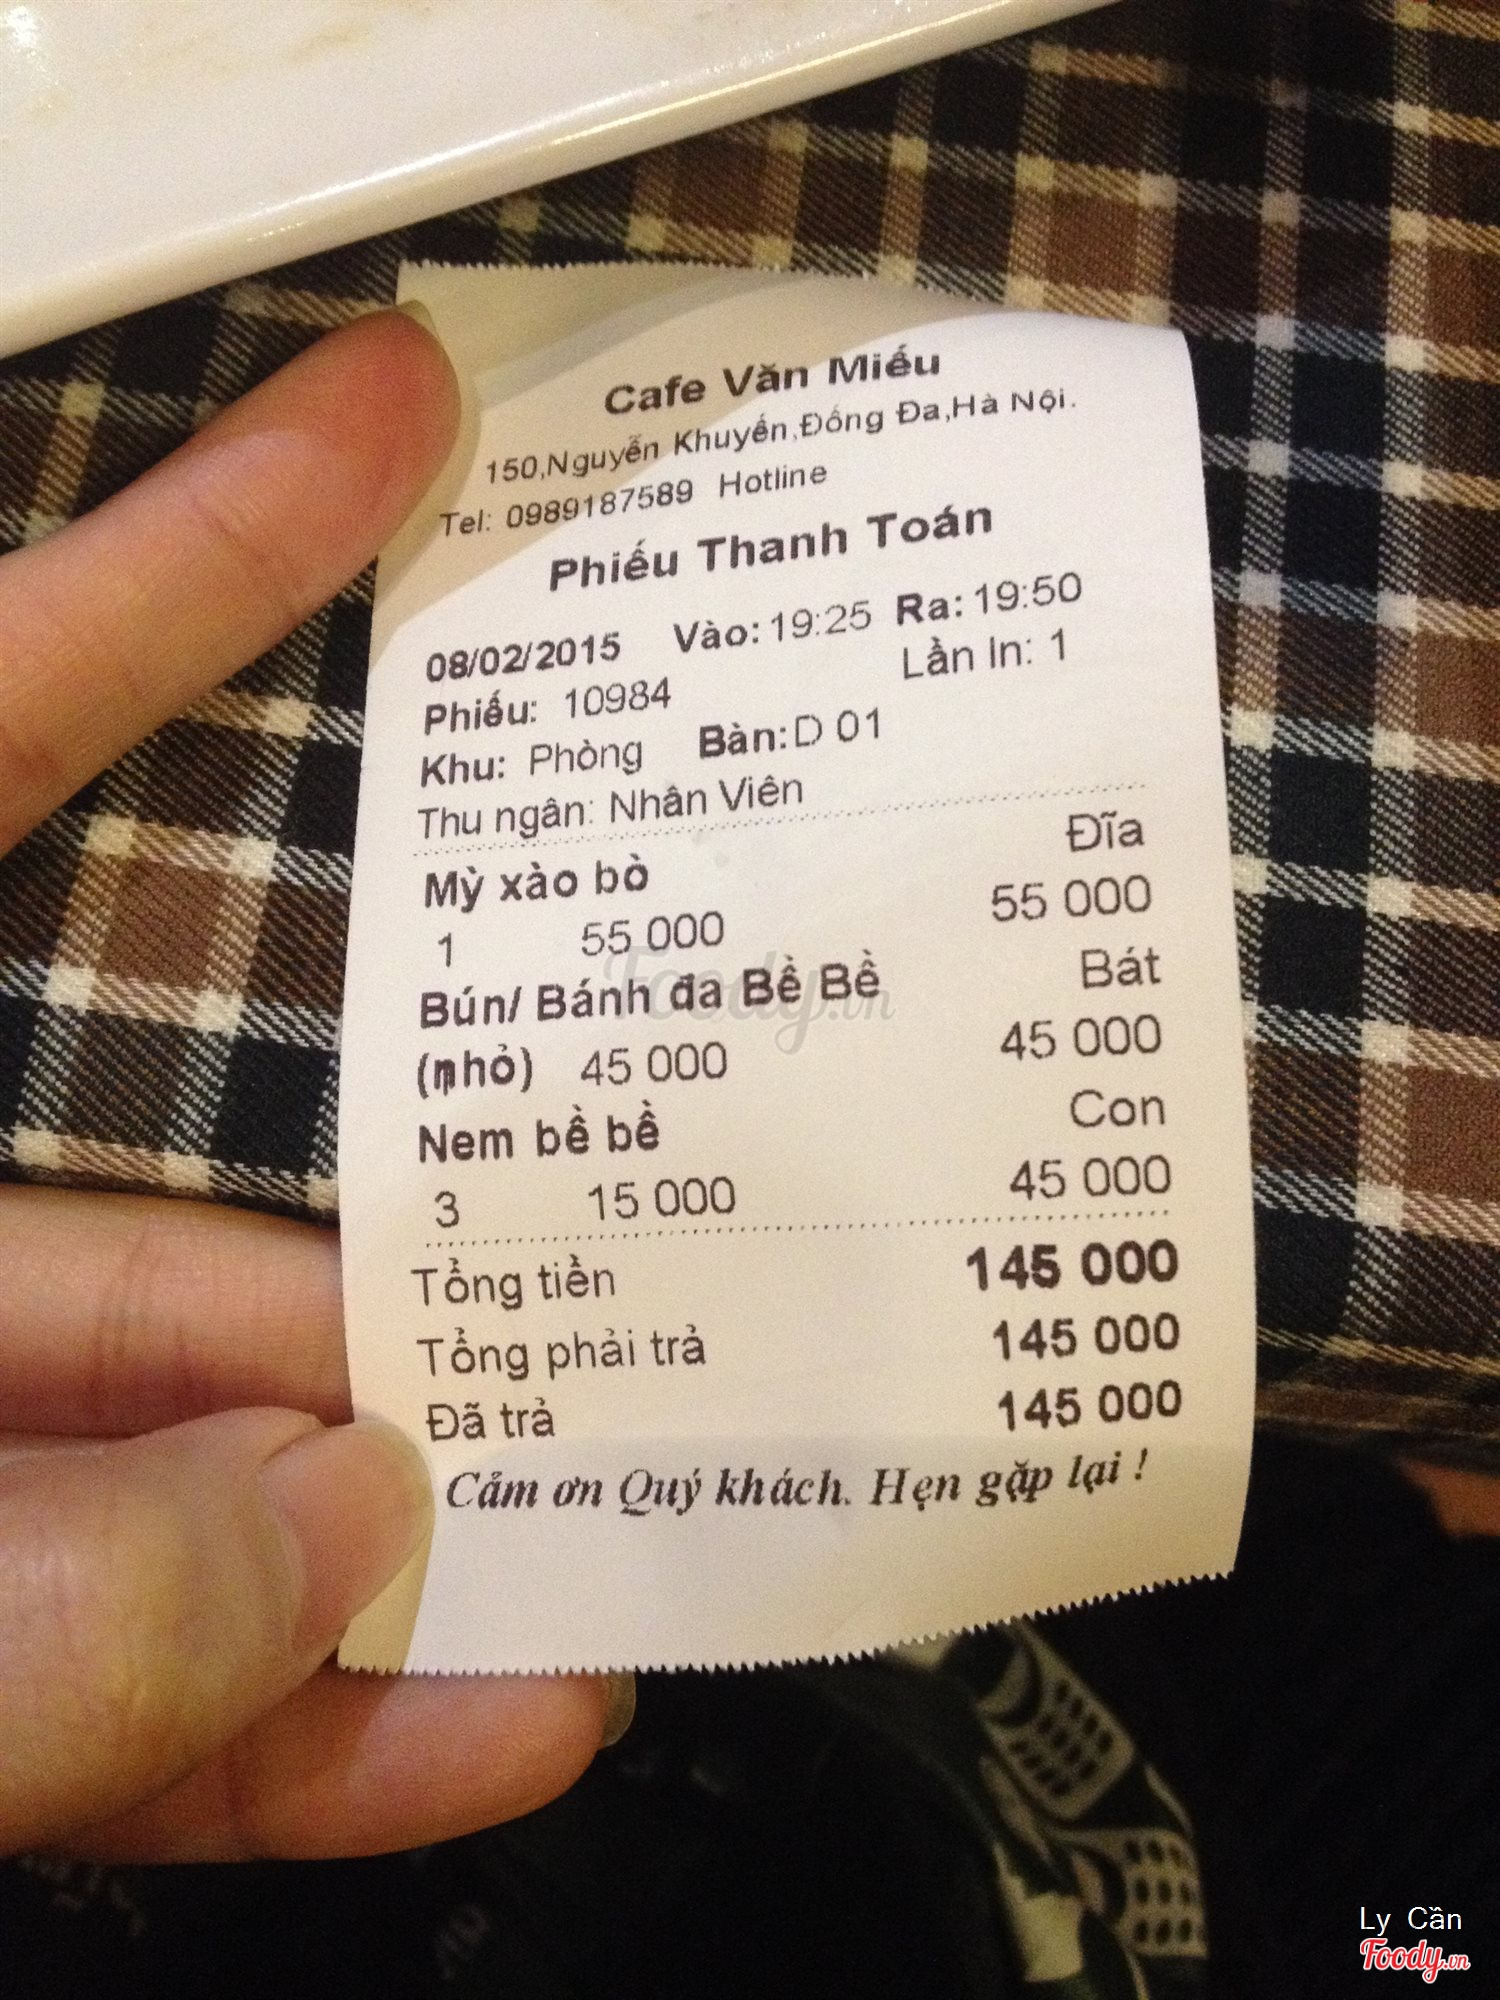 Cafe Văn Miếu
150,Nguyễn Khuyến,Đống Đa,Hà Nội.
Tel: 0989187589 Hotline
Phiếu Thanh Toán
08/02/2015 Vào: 19:25 Ra: 19:50
Phiếu: 10984 Lần In: 1
Khu: Phòng Bàn: D 01
Thu ngân: Nhân Viên
Mỳ xào bò Đĩa
1 55 000 55 000
Bún/ Bánh đa Bề Bề Bát
(nhỏ) 45 000 45 000
Nem bề bề Con
3 15 000 45 000
Tổng tiền 145 000
Tổng phải trả 145 000
Đã trả 145 000
Cảm ơn Quý khách. Hẹn gặp lại !
Foody.vn
Ly Cần
Foody.vn